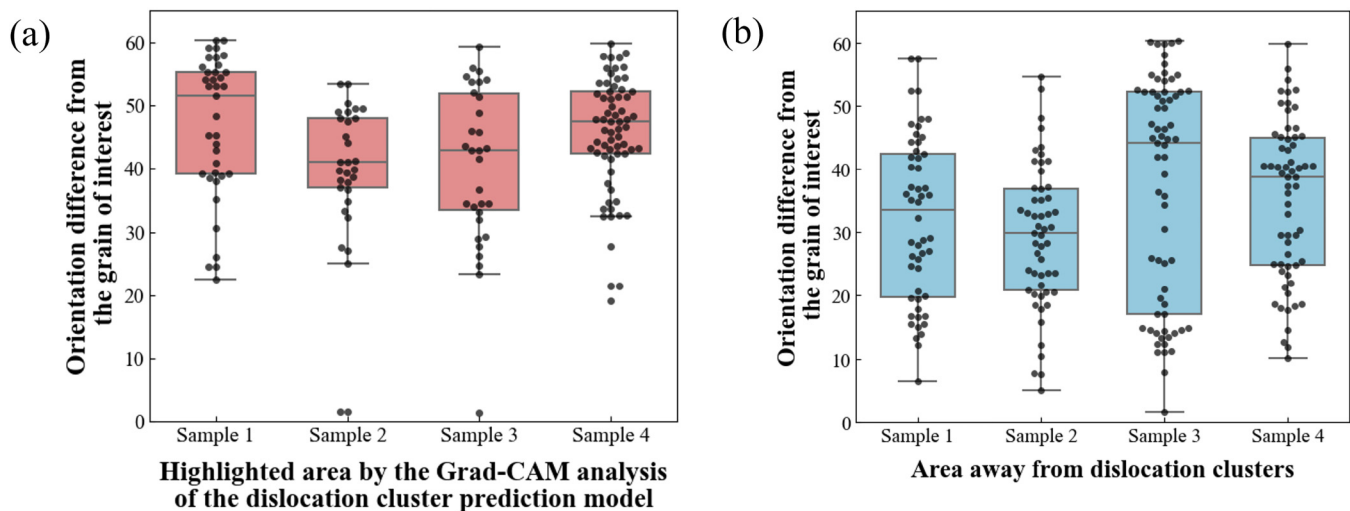 (a)
Orientation difference from
the grain of interest
60
50
40
30
20
10
0
Sample 1 Sample 2 Sample 3 Sample 4
Highlighted area by the Grad-CAM analysis
of the dislocation cluster prediction model
(b)
Orientation difference from
the grain of interest
60
50
40
30
20
10
0
Sample 1 Sample 2 Sample 3 Sample 4
Area away from dislocation clusters